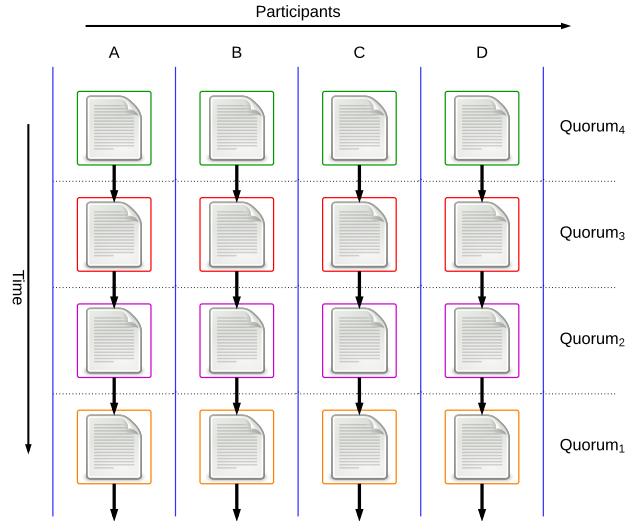 Participants
A B C D
Quorum₄
Quorum₃
Time
Quorum₂
Quorum₁